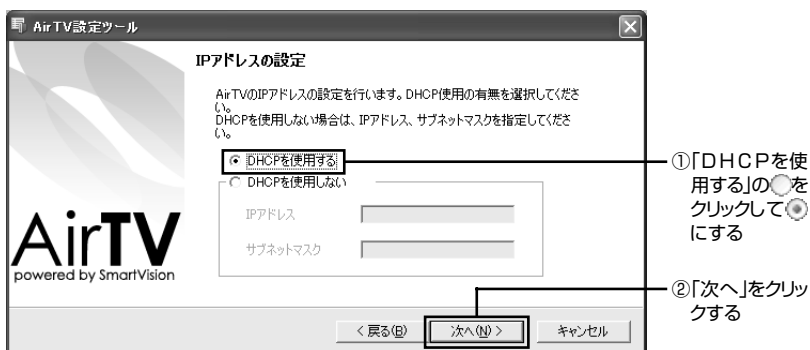 AirTV設定ツール
IPアドレスの設定
AirTVのIPアドレスの設定を行います。DHCP使用の有無を選択してくださ
い。
DHCPを使用しない場合は、IPアドレス、サブネットマスクを指定してくださ
い。
DHCPを使用する
DHCPを使用しない
IPアドレス
サブネットマスク
AirTV
powered by SmartVision
< 戻る(B)
次へ(N) >
キャンセル
①「DHCPを使
用する」の○を
クリックして◉
にする
②「次へ」をクリッ
クする